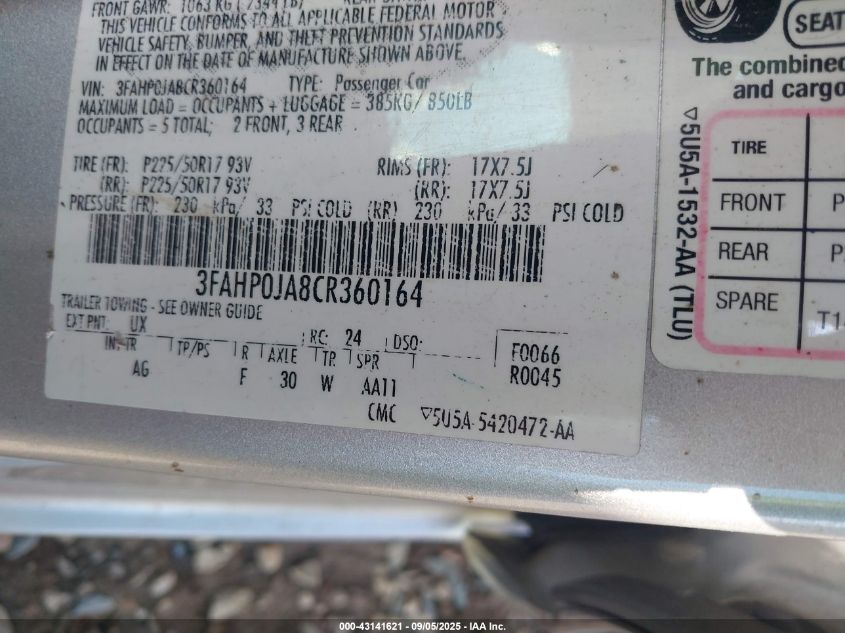 FRONT GAWR: 1063 KG ( 2344 LB)
THIS VEHICLE CONFORMS TO ALL APPLICABLE FEDERAL MOTOR
VEHICLE SAFETY, BUMPER, AND THEFT PREVENTION STANDARDS
IN EFFECT ON THE DATE OF MANUFACTURE SHOWN ABOVE.
VIN: 3FAHP0JA8CR360164 TYPE: Passenger Car
MAXIMUM LOAD = OCCUPANTS + LUGGAGE = 385KG/ 850LB
OCCUPANTS = 5 TOTAL; 2 FRONT, 3 REAR
TIRE (FR): P225/50R17 93V RIMS (FR): 17X7.5J
(RR): P225/50R17 93V (RR): 17X7.5J
PRESSURE (FR): 230 kPa/ 33 PSI COLD (RR) 230 kPa/ 33 PSI COLD
3FAHP0JA8CR360164
TRAILER TOWING - SEE OWNER GUIDE
EXT PNT: UX RC: 24 DSO: F0066
INT TR TP/PS R AXLE TR SPR R0045
AG F 30 W AA11
CMC ▽5U5A-5420472-AA
SEAT
The combined
and cargo
▽5U5A-1532-AA (TLU)
TIRE
FRONT P
REAR P
SPARE T1
000-43141621 - 09/05/2025 - IAA Inc.